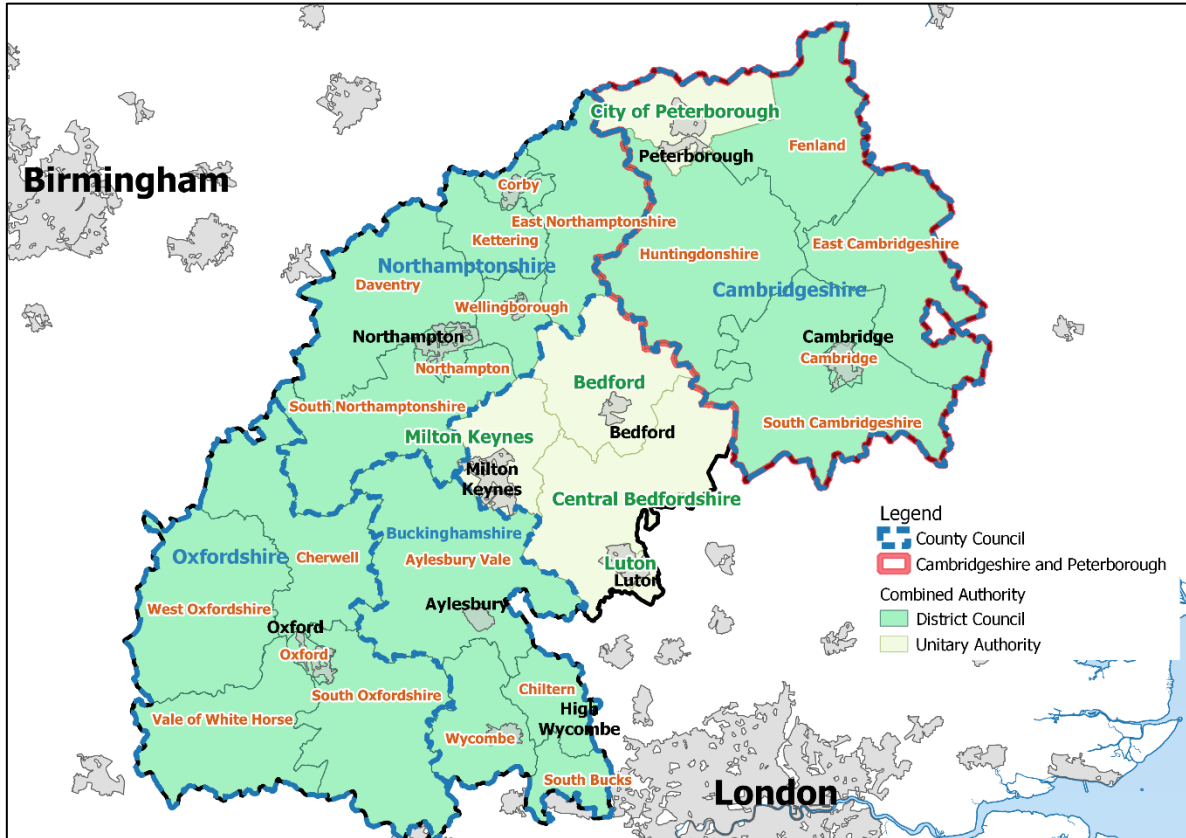 City of Peterborough
Fenland
Peterborough
Birmingham
Corby
East Northamptonshire
Kettering
Huntingdonshire
East Cambridgeshire
Northamptonshire
Daventry
Cambridgeshire
Wellingborough
Northampton
Cambridge
Cambridge
Northampton
Bedford
South Northamptonshire
South Cambridgeshire
Milton Keynes
Bedford
Milton
Keynes
Central Bedfordshire
Legend
County Council
Cambridgeshire and Peterborough
Combined Authority
District Council
Unitary Authority
Buckinghamshire
Oxfordshire
Cherwell
Aylesbury Vale
Luton
Luton
West Oxfordshire
Aylesbury
Oxford
Oxford
South Oxfordshire
Chiltern
High
Wycombe
Vale of White Horse
Wycombe
South Bucks
London